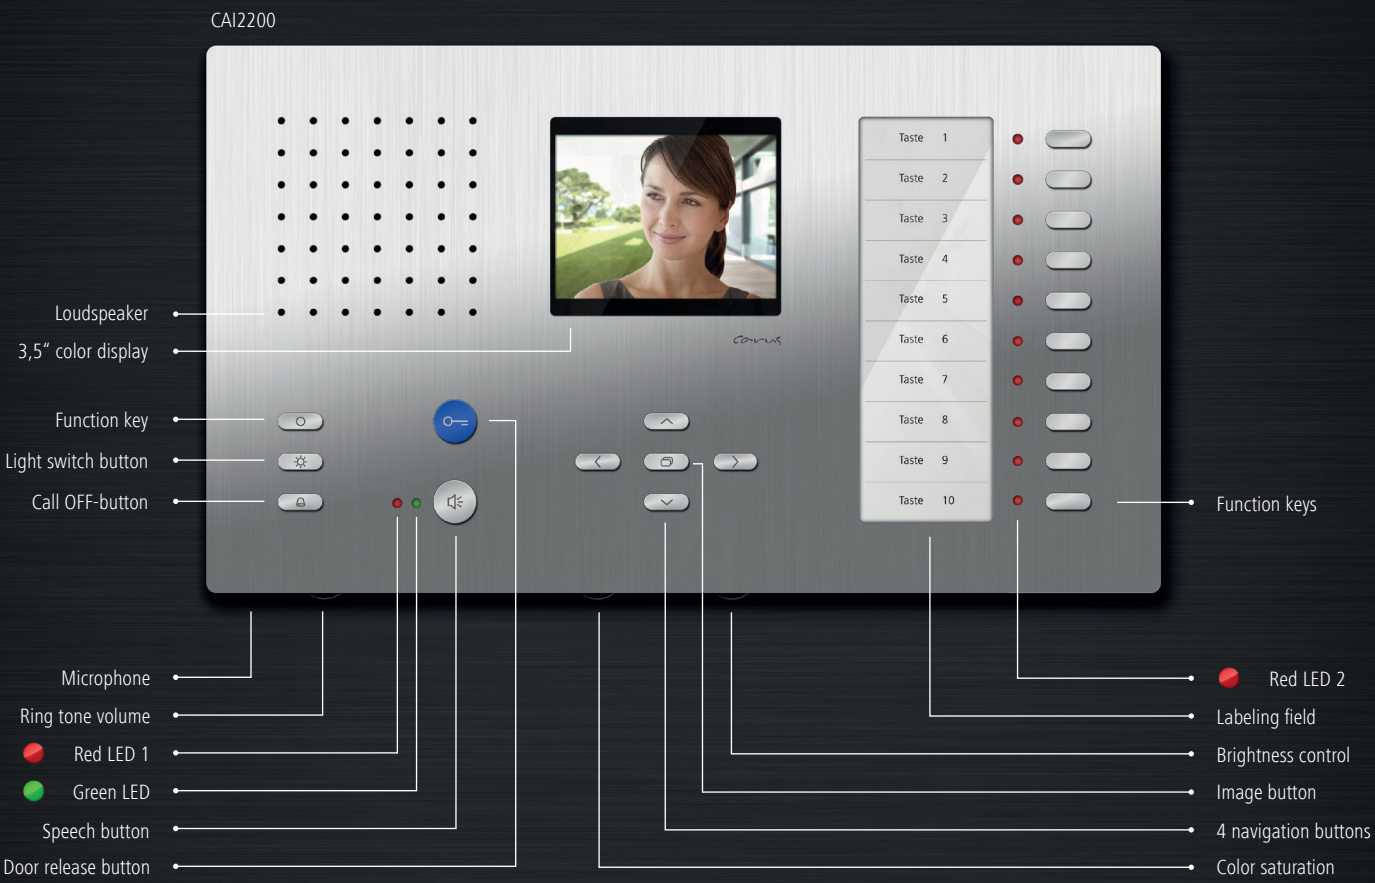 CAI2200
Taste 1
Taste 2
Taste 3
Taste 4
Taste 5
Taste 6
Taste 7
Taste 8
Taste 9
Taste 10
carus
Loudspeaker
3,5“ color display
Function key
Light switch button
Call OFF-button
Function keys
Microphone
Ring tone volume
Red LED 1
Green LED
Speech button
Door release button
Red LED 2
Labeling field
Brightness control
Image button
4 navigation buttons
Color saturation